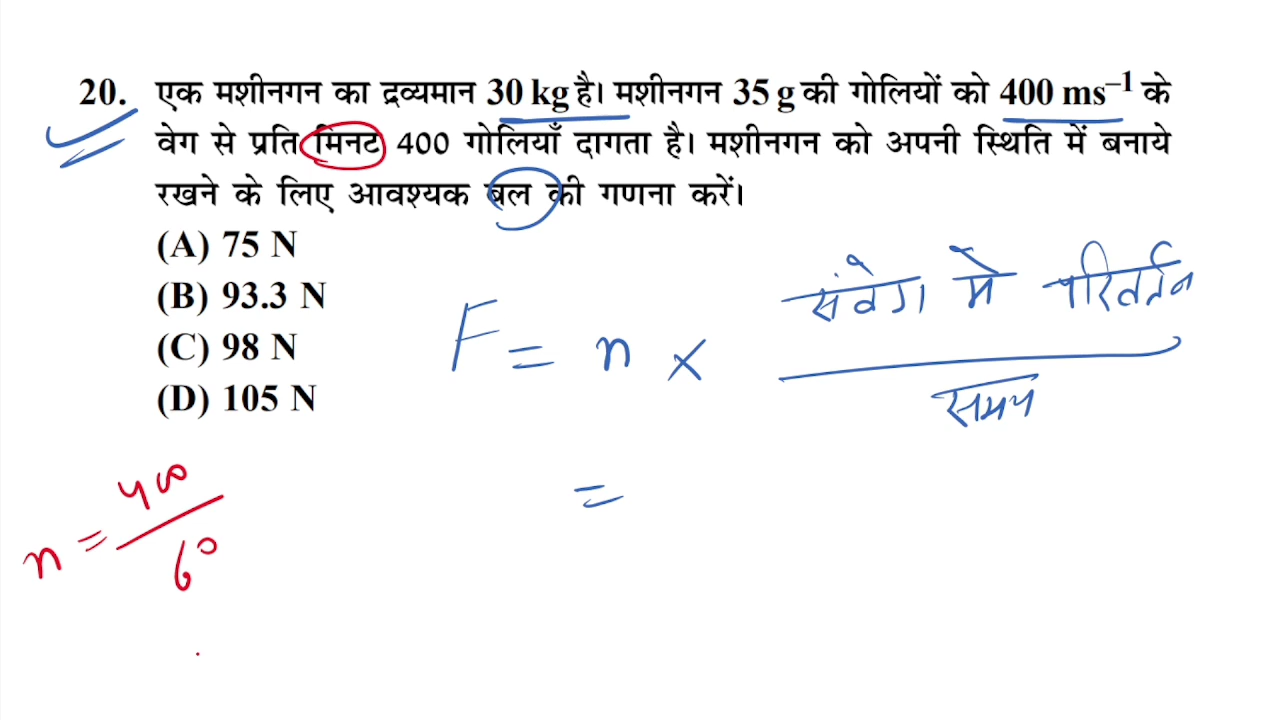 20. एक मशीनगन का द्रव्यमान 30 kg है। मशीनगन 35 g की गोलियों को 400 ms⁻¹ के
वेग से प्रति मिनट 400 गोलियाँ दागता है। मशीनगन को अपनी स्थिति में बनाये
रखने के लिए आवश्यक बल की गणना करें।
(A) 75 N
(B) 93.3 N
(C) 98 N
(D) 105 N
F = n × संवेग में परिवर्तन
समय
=
n = 400
60